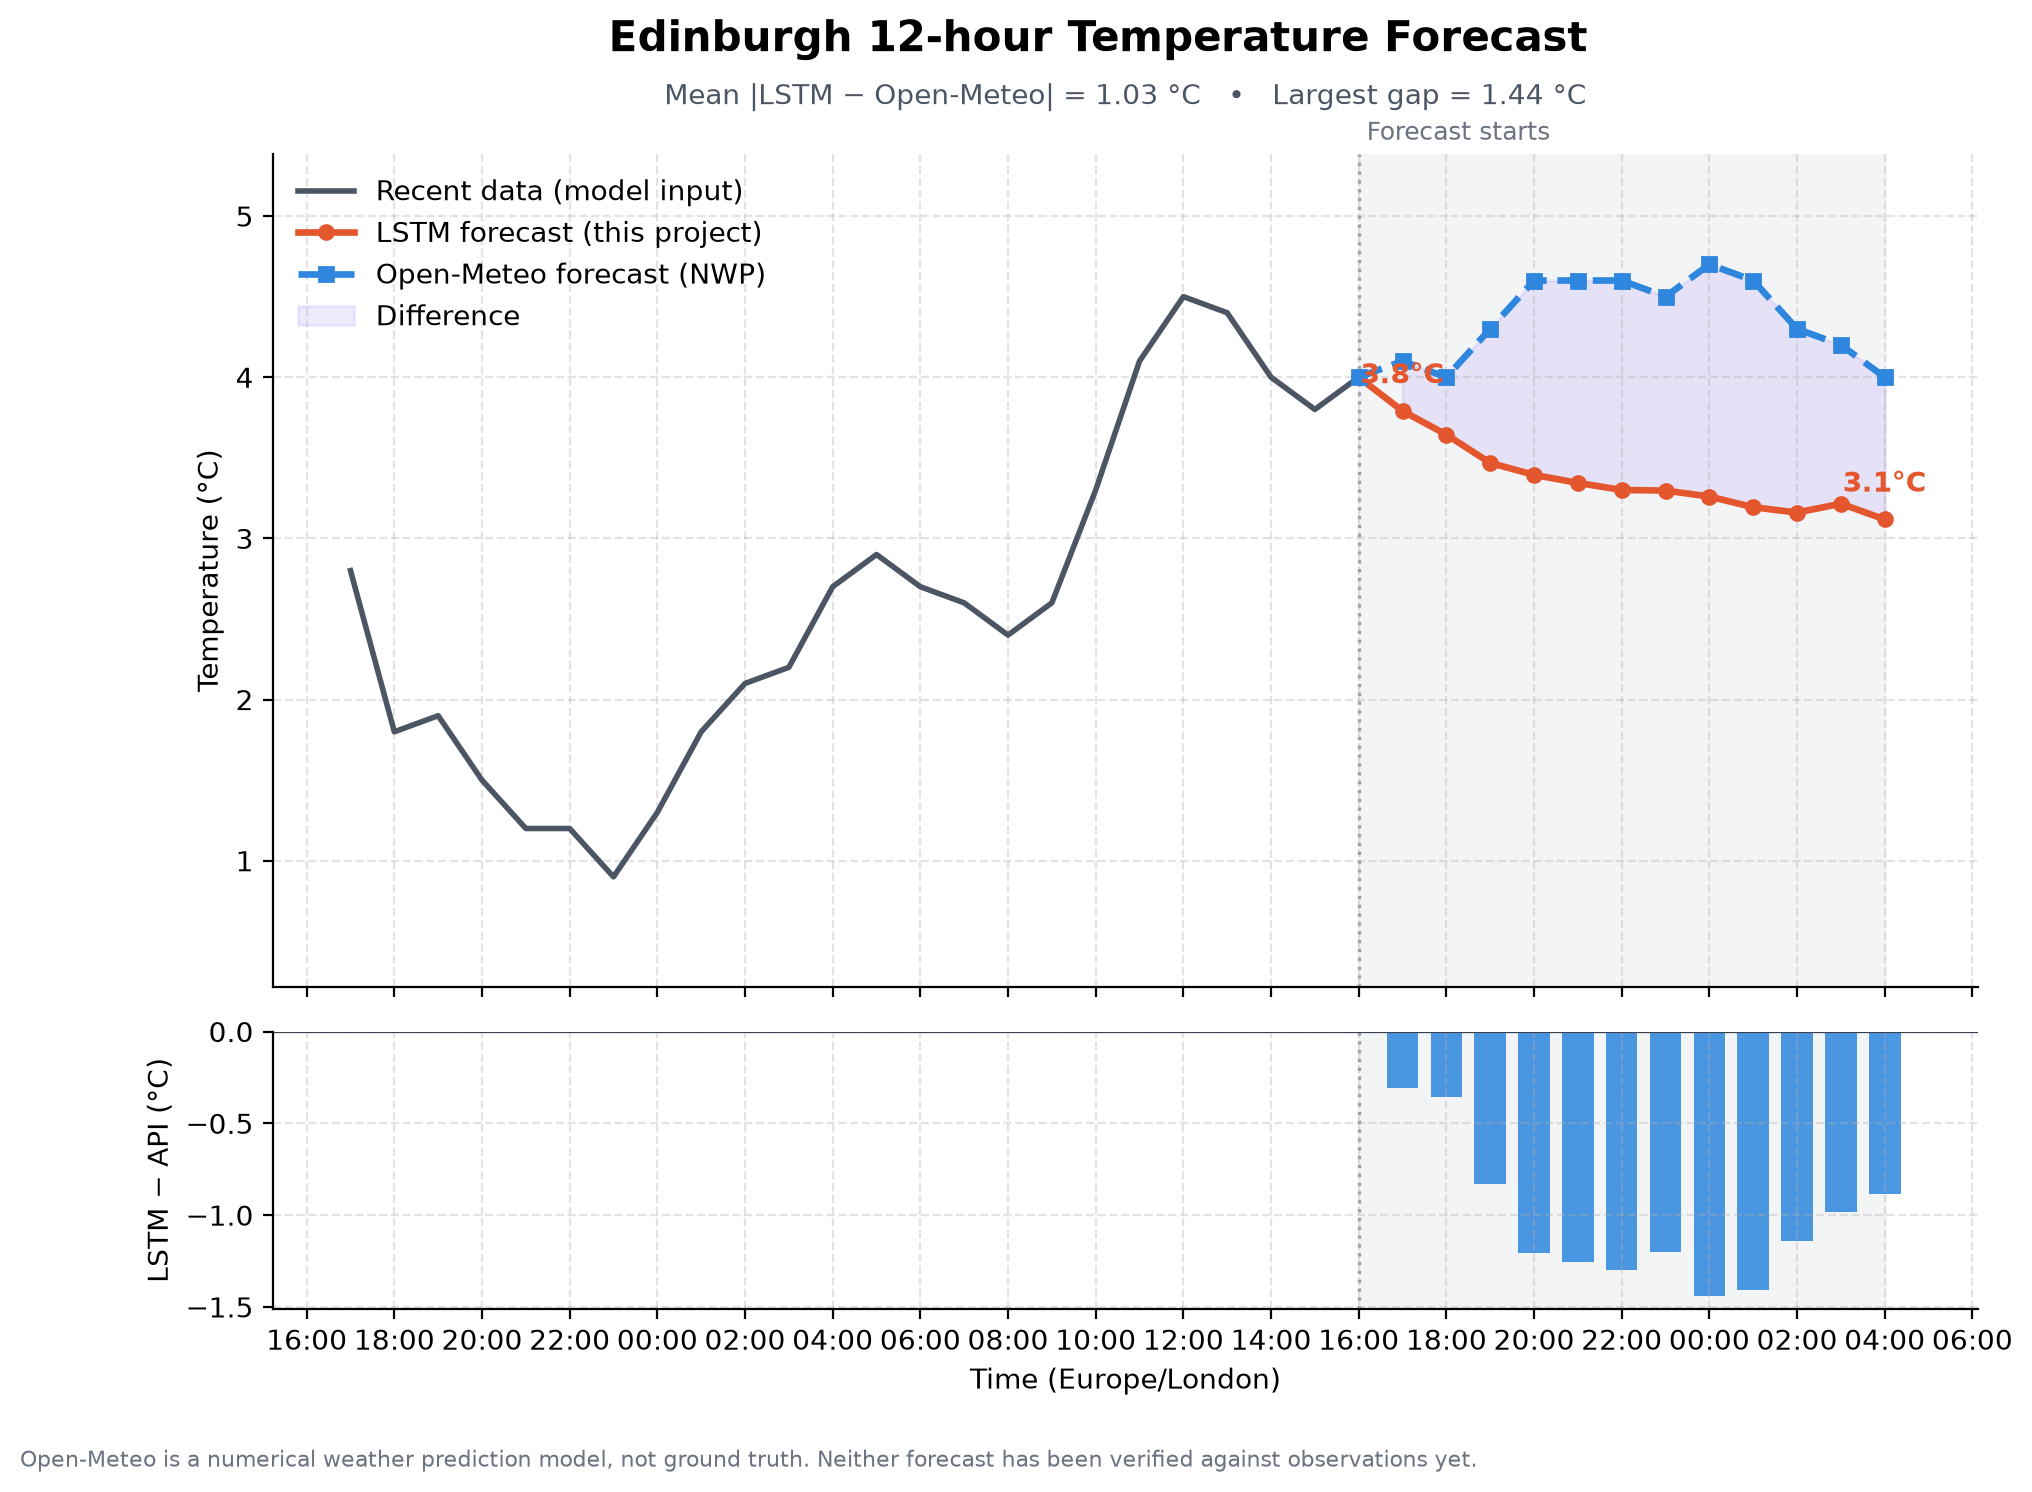 Edinburgh 12-hour Temperature Forecast
Mean |LSTM − Open-Meteo| = 1.03 °C • Largest gap = 1.44 °C
Forecast starts
Recent data (model input)
LSTM forecast (this project)
Open-Meteo forecast (NWP)
Difference
Temperature (°C)
5
4
3
2
1
3.8°C
3.1°C
LSTM − API (°C)
0.0
−0.5
−1.0
−1.5
16:00 18:00 20:00 22:00 00:00 02:00 04:00 06:00 08:00 10:00 12:00 14:00 16:00 18:00 20:00 22:00 00:00 02:00 04:00 06:00
Time (Europe/London)
Open-Meteo is a numerical weather prediction model, not ground truth. Neither forecast has been verified against observations yet.